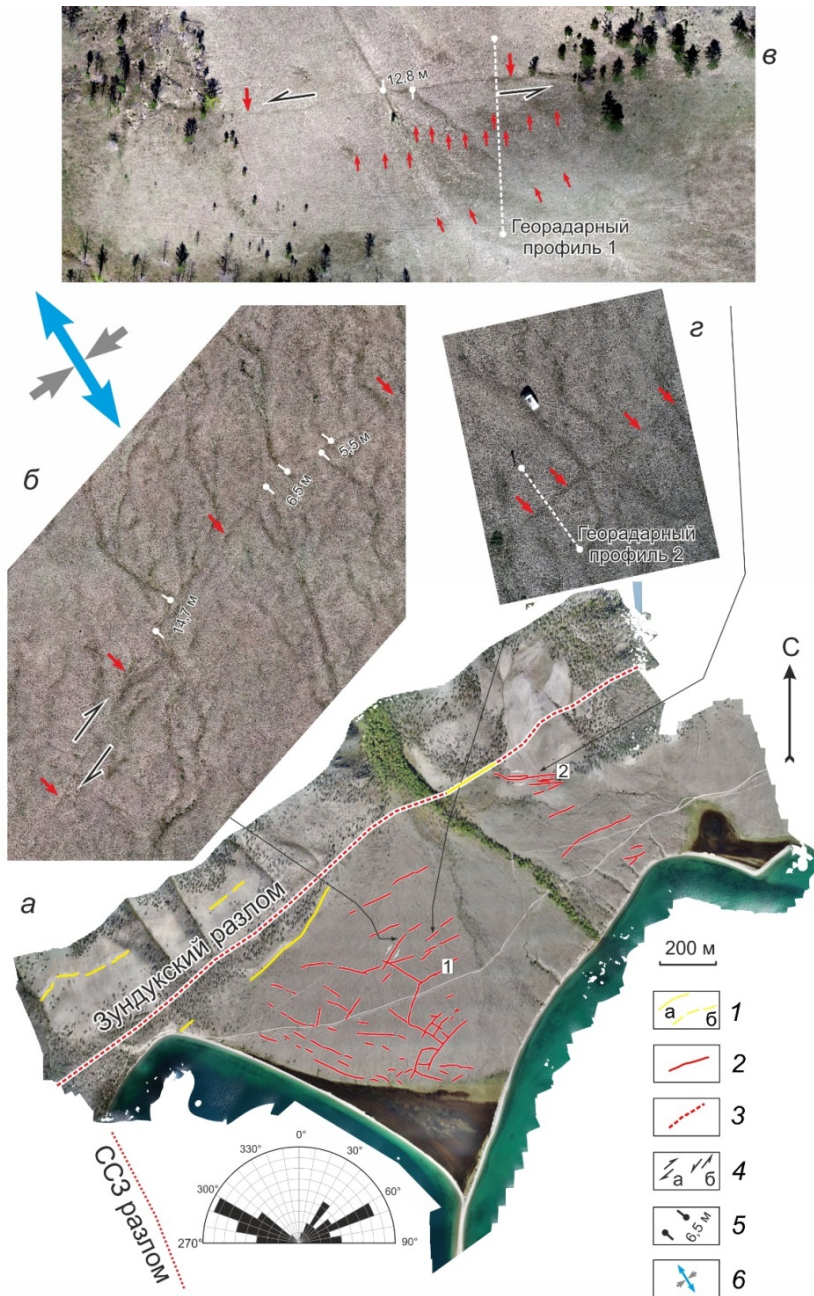 в
12,8 м
Георадарный
профиль 1
г
б
5,5 м
6,5 м
14,7 м
Георадарный
профиль 2
С
2
а
Зундукский разлом
1
200 м
а б 1
2
3
а б 4
6,5 м 5
6
ССЗ разлом
0°
330°
30°
300°
60°
270°
90°